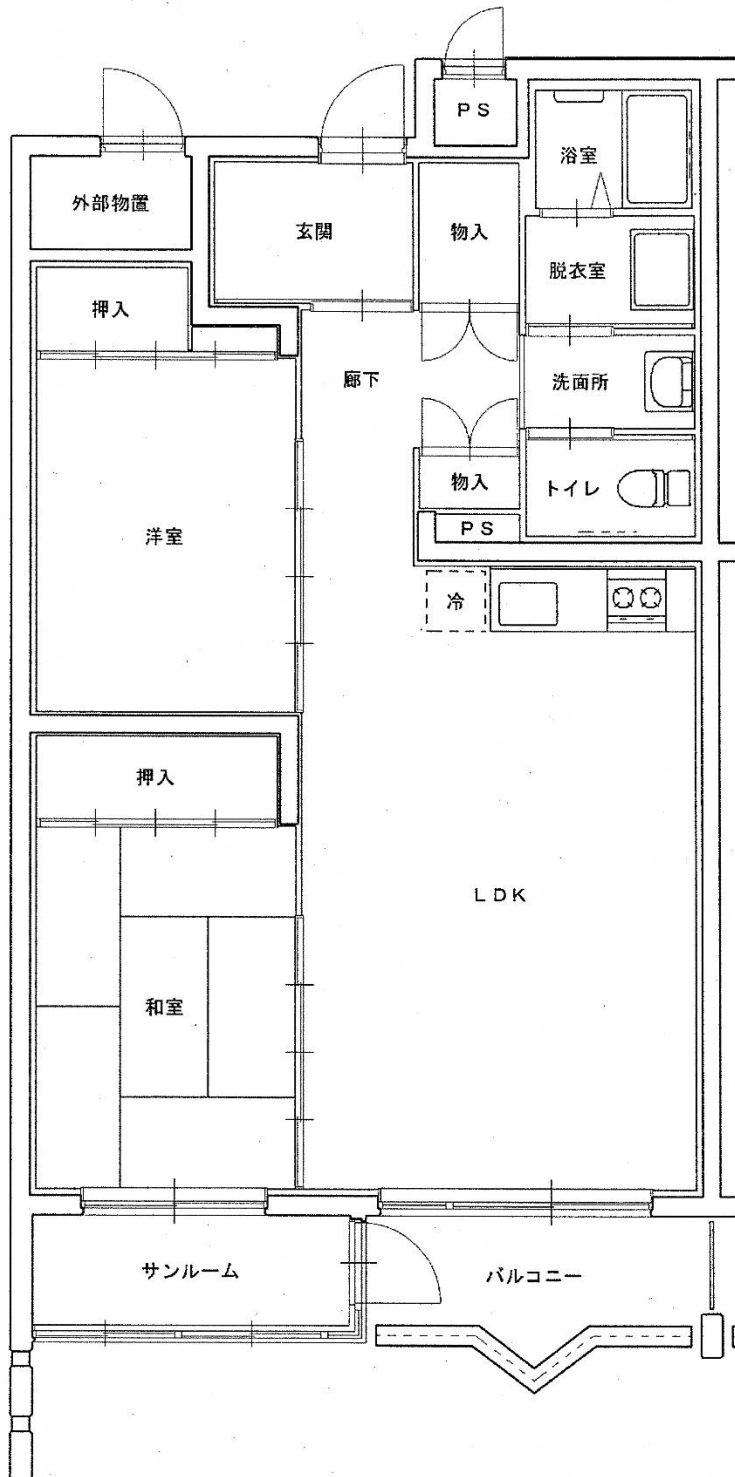 PS
浴室
外部物置
玄関
物入
脱衣室
押入
廊下
洗面所
物入
トイレ
洋室
PS
冷
押入
LDK
和室
サンルーム
バルコニー